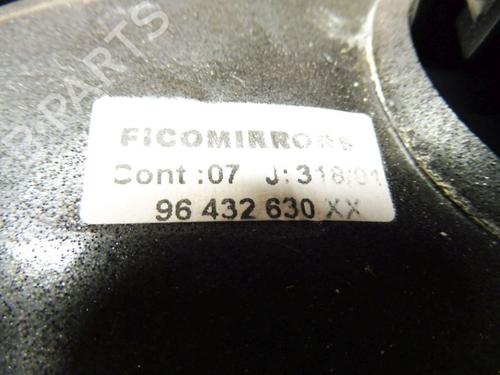 B-PARTS
FICOMIRRORS
Cont :07 J: 318/01
96 432 630 XX